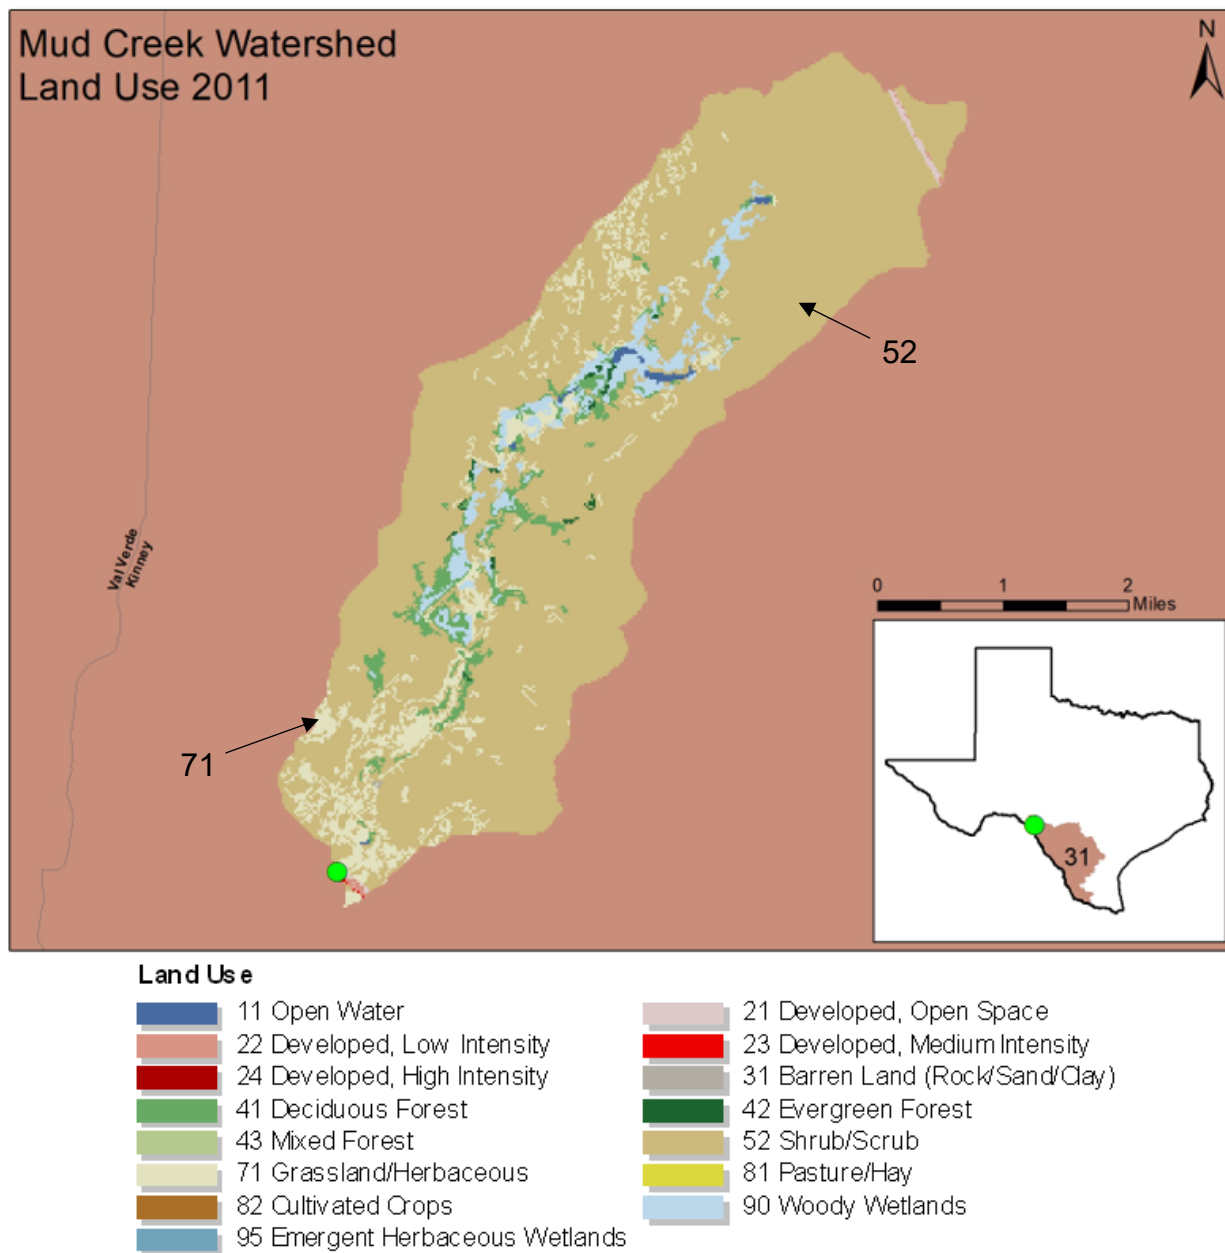 Mud Creek Watershed
Land Use 2011
N
52
Val Verde
Kinney
0 1 2
Miles
71
31
Land Use
11 Open Water
21 Developed, Open Space
22 Developed, Low Intensity
23 Developed, Medium Intensity
24 Developed, High Intensity
31 Barren Land (Rock/Sand/Clay)
41 Deciduous Forest
42 Evergreen Forest
43 Mixed Forest
52 Shrub/Scrub
71 Grassland/Herbaceous
81 Pasture/Hay
82 Cultivated Crops
90 Woody Wetlands
95 Emergent Herbaceous Wetlands